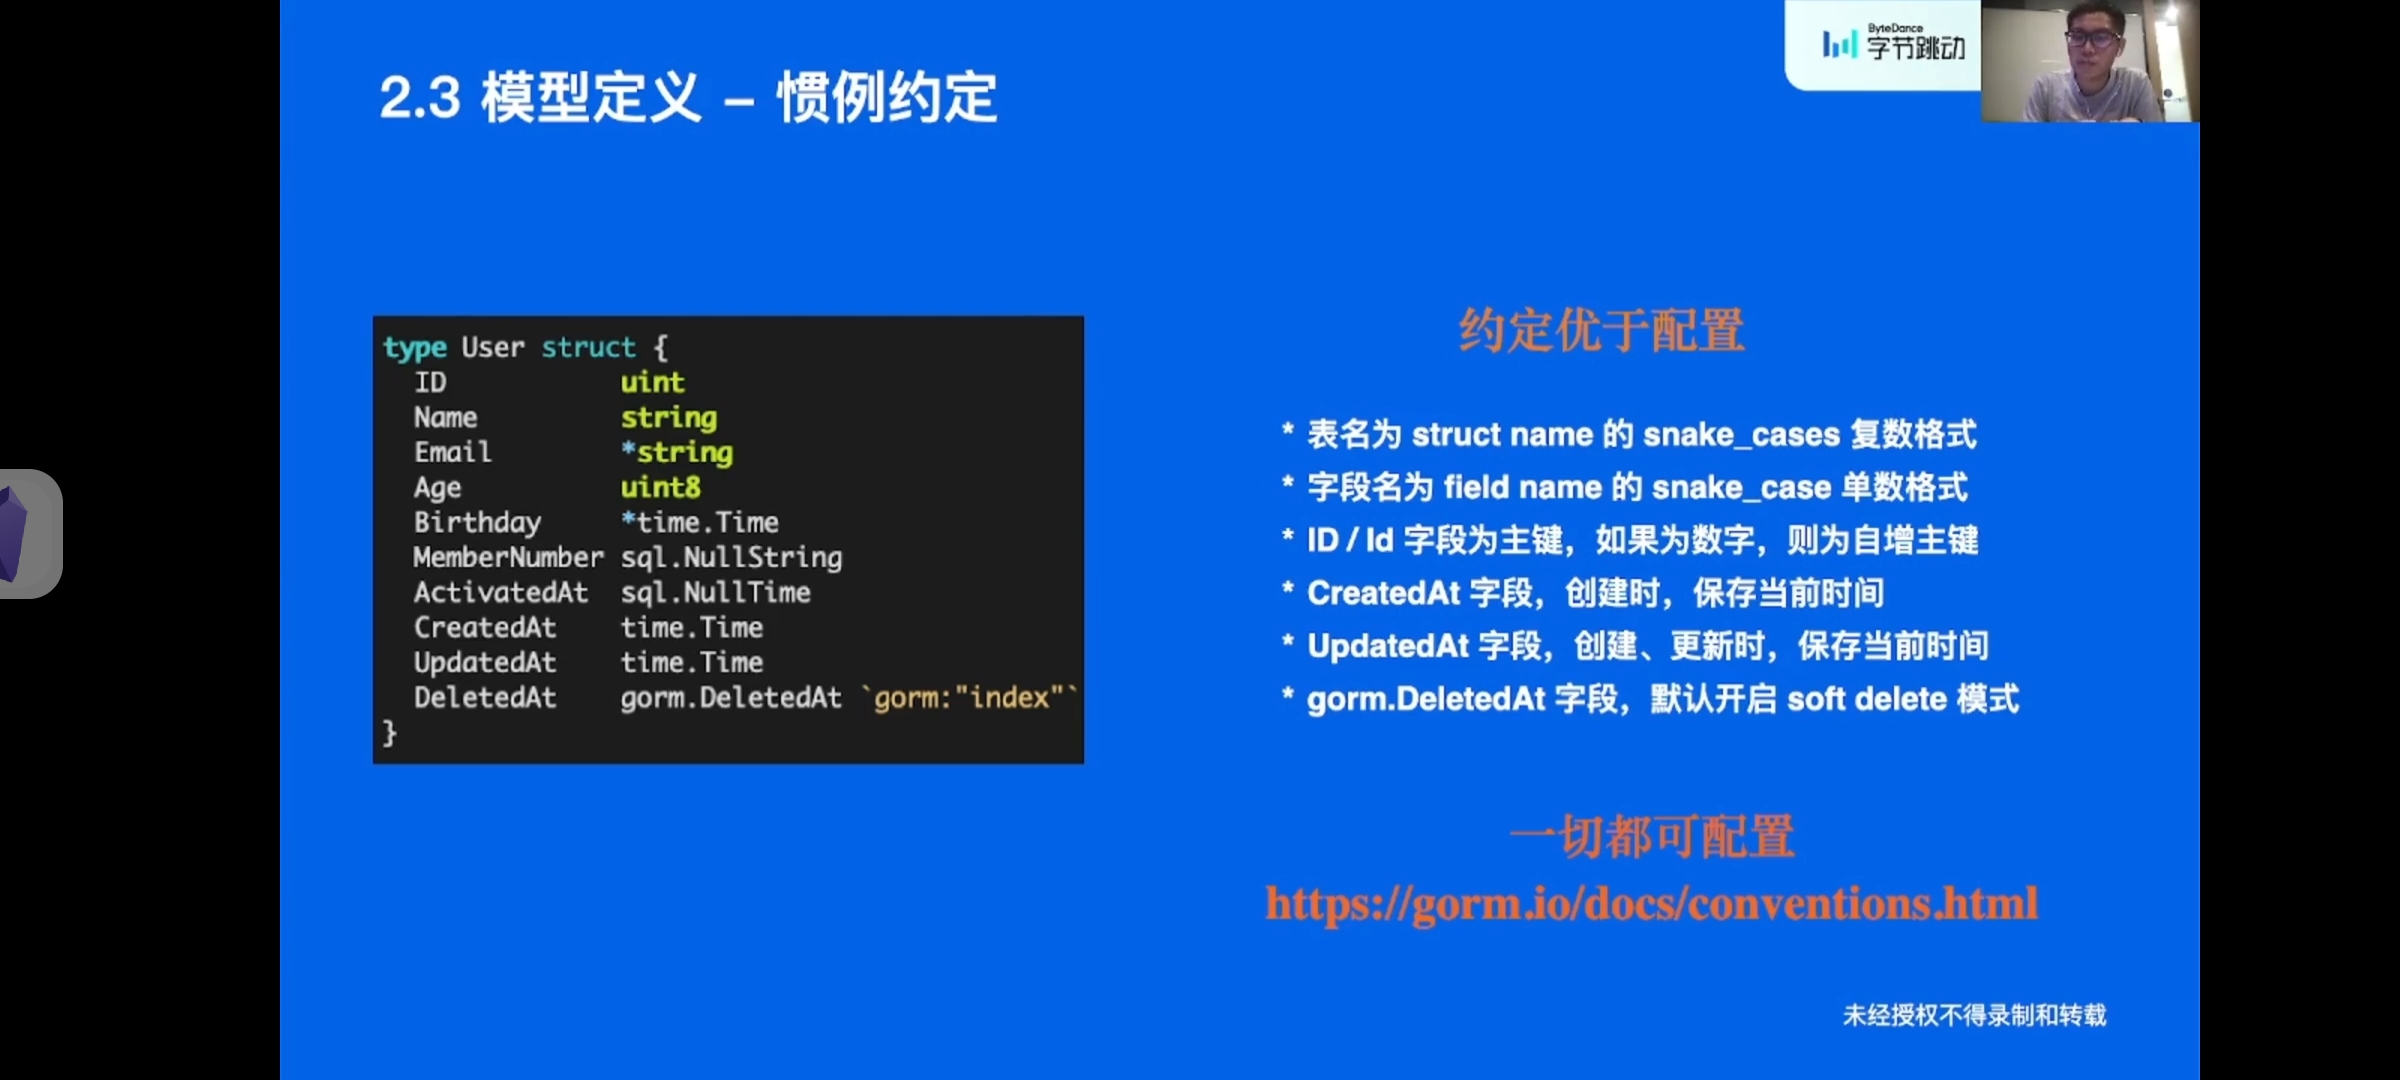 ByteDance
字节跳动
2.3 模型定义 – 惯例约定
type User struct {
  ID           uint
  Name         string
  Email        *string
  Age          uint8
  Birthday     *time.Time
  MemberNumber sql.NullString
  ActivatedAt  sql.NullTime
  CreatedAt    time.Time
  UpdatedAt    time.Time
  DeletedAt    gorm.DeletedAt `gorm:"index"`
}
约定优于配置
* 表名为 struct name 的 snake_cases 复数格式
* 字段名为 field name 的 snake_case 单数格式
* ID / Id 字段为主键，如果为数字，则为自增主键
* CreatedAt 字段，创建时，保存当前时间
* UpdatedAt 字段，创建、更新时，保存当前时间
* gorm.DeletedAt 字段，默认开启 soft delete 模式
一切都可配置
https://gorm.io/docs/conventions.html
未经授权不得录制和转载